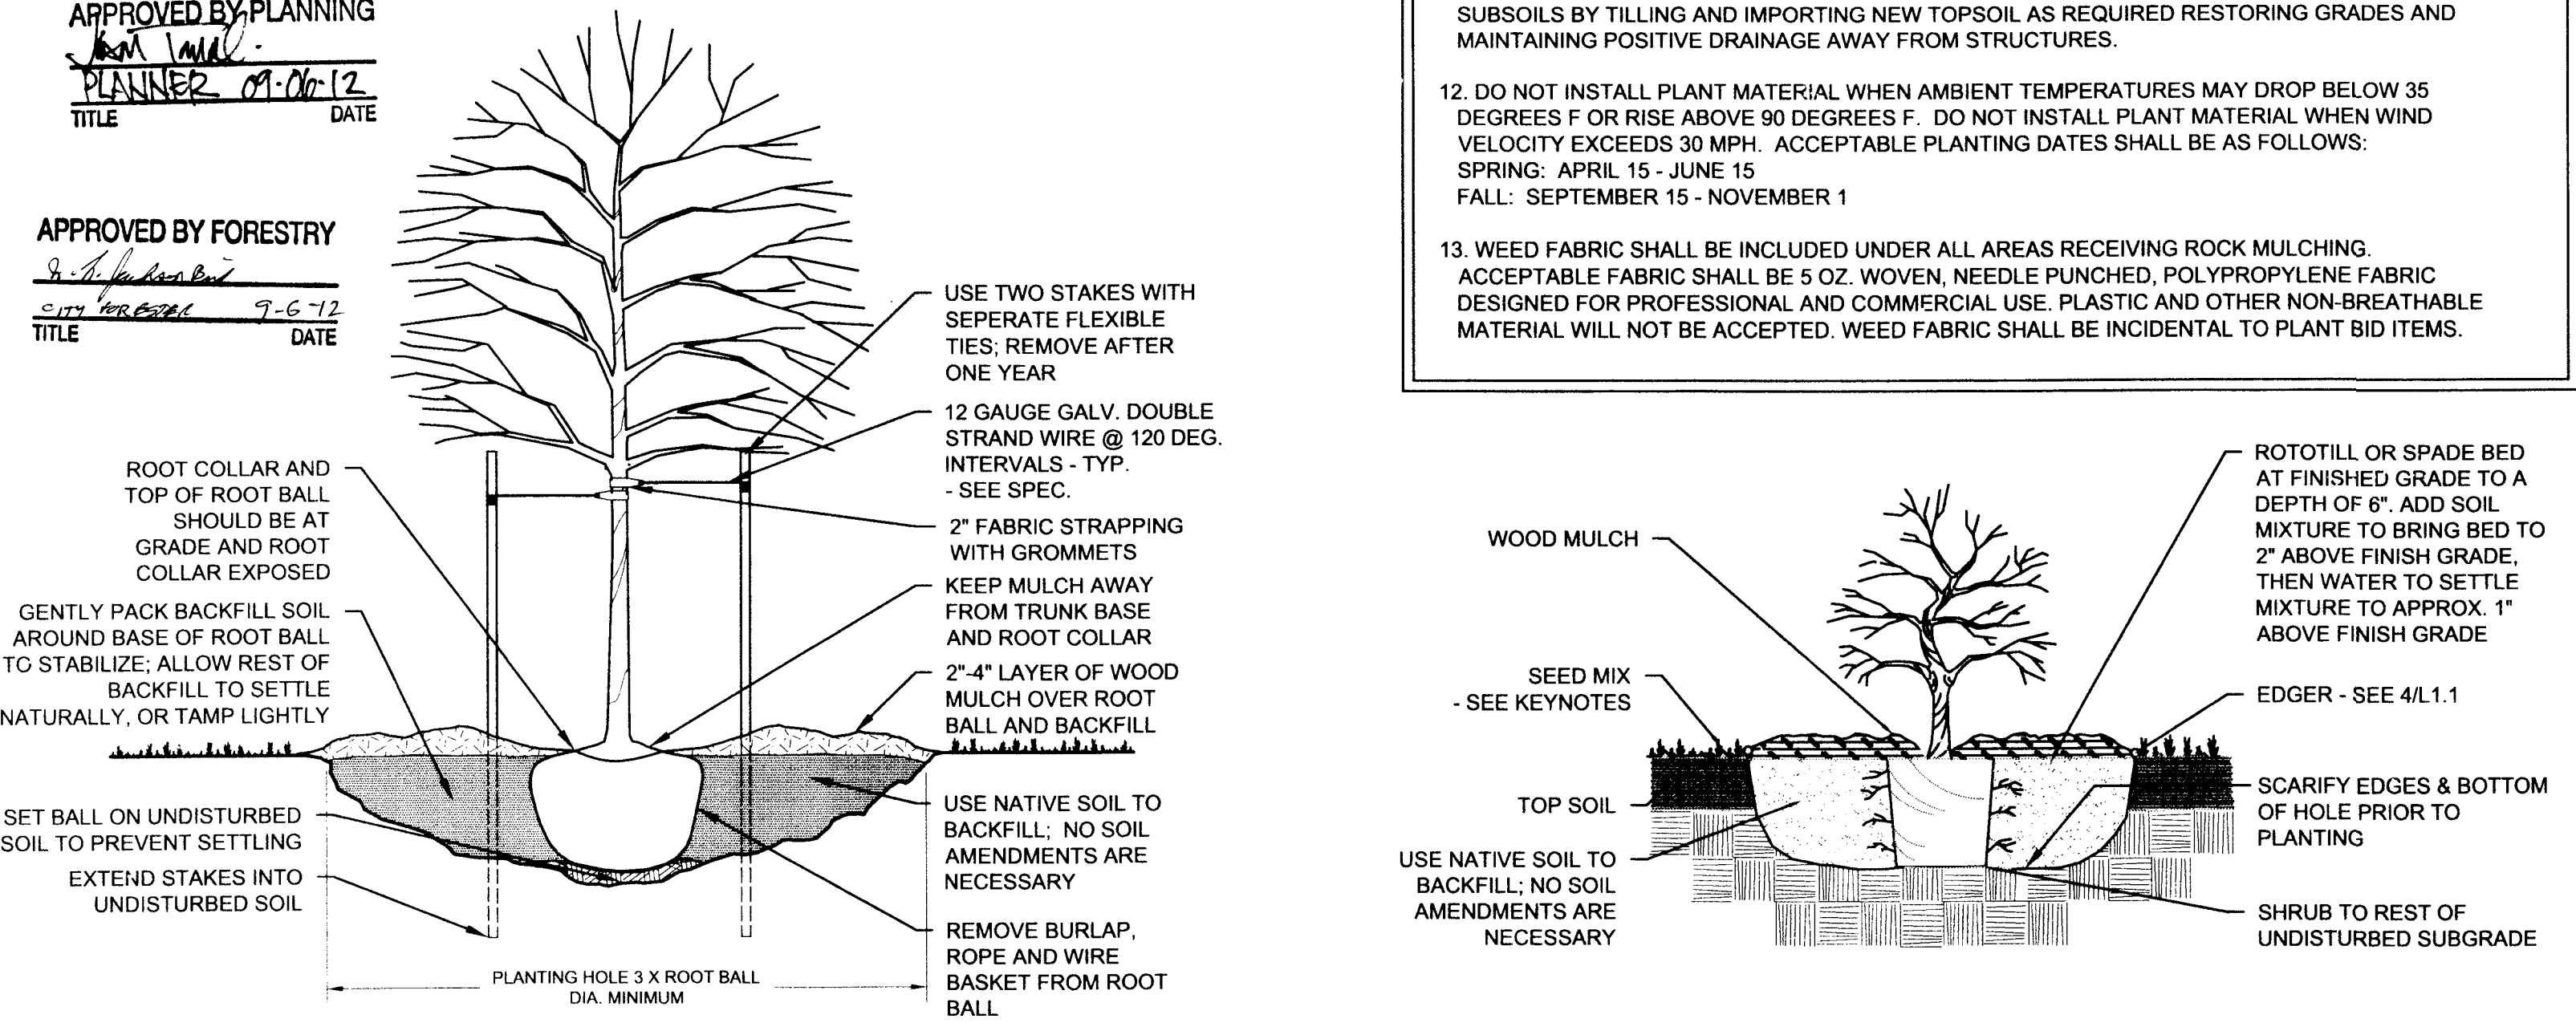 APPROVED BY PLANNING
PLANNER 09-06-12
TITLE DATE
APPROVED BY FORESTRY
CITY FORESTER 9-6-12
TITLE DATE
ROOT COLLAR AND
TOP OF ROOT BALL
SHOULD BE AT
GRADE AND ROOT
COLLAR EXPOSED
GENTLY PACK BACKFILL SOIL
AROUND BASE OF ROOT BALL
TO STABILIZE; ALLOW REST OF
BACKFILL TO SETTLE
NATURALLY, OR TAMP LIGHTLY
SET BALL ON UNDISTURBED
SOIL TO PREVENT SETTLING
EXTEND STAKES INTO
UNDISTURBED SOIL
PLANTING HOLE 3 X ROOT BALL
DIA. MINIMUM
USE TWO STAKES WITH
SEPERATE FLEXIBLE
TIES; REMOVE AFTER
ONE YEAR
12 GAUGE GALV. DOUBLE
STRAND WIRE @ 120 DEG.
INTERVALS - TYP.
- SEE SPEC.
2" FABRIC STRAPPING
WITH GROMMETS
KEEP MULCH AWAY
FROM TRUNK BASE
AND ROOT COLLAR
2"-4" LAYER OF WOOD
MULCH OVER ROOT
BALL AND BACKFILL
USE NATIVE SOIL TO
BACKFILL; NO SOIL
AMENDMENTS ARE
NECESSARY
REMOVE BURLAP,
ROPE AND WIRE
BASKET FROM ROOT
BALL
SUBSOILS BY TILLING AND IMPORTING NEW TOPSOIL AS REQUIRED RESTORING GRADES AND
MAINTAINING POSITIVE DRAINAGE AWAY FROM STRUCTURES.
12. DO NOT INSTALL PLANT MATERIAL WHEN AMBIENT TEMPERATURES MAY DROP BELOW 35
DEGREES F OR RISE ABOVE 90 DEGREES F. DO NOT INSTALL PLANT MATERIAL WHEN WIND
VELOCITY EXCEEDS 30 MPH. ACCEPTABLE PLANTING DATES SHALL BE AS FOLLOWS:
SPRING: APRIL 15 - JUNE 15
FALL: SEPTEMBER 15 - NOVEMBER 1
13. WEED FABRIC SHALL BE INCLUDED UNDER ALL AREAS RECEIVING ROCK MULCHING.
ACCEPTABLE FABRIC SHALL BE 5 OZ. WOVEN, NEEDLE PUNCHED, POLYPROPYLENE FABRIC
DESIGNED FOR PROFESSIONAL AND COMMERCIAL USE. PLASTIC AND OTHER NON-BREATHABLE
MATERIAL WILL NOT BE ACCEPTED. WEED FABRIC SHALL BE INCIDENTAL TO PLANT BID ITEMS.
WOOD MULCH
SEED MIX
- SEE KEYNOTES
TOP SOIL
USE NATIVE SOIL TO
BACKFILL; NO SOIL
AMENDMENTS ARE
NECESSARY
ROTOTILL OR SPADE BED
AT FINISHED GRADE TO A
DEPTH OF 6". ADD SOIL
MIXTURE TO BRING BED TO
2" ABOVE FINISH GRADE,
THEN WATER TO SETTLE
MIXTURE TO APPROX. 1"
ABOVE FINISH GRADE
EDGER - SEE 4/L1.1
SCARIFY EDGES & BOTTOM
OF HOLE PRIOR TO
PLANTING
SHRUB TO REST OF
UNDISTURBED SUBGRADE